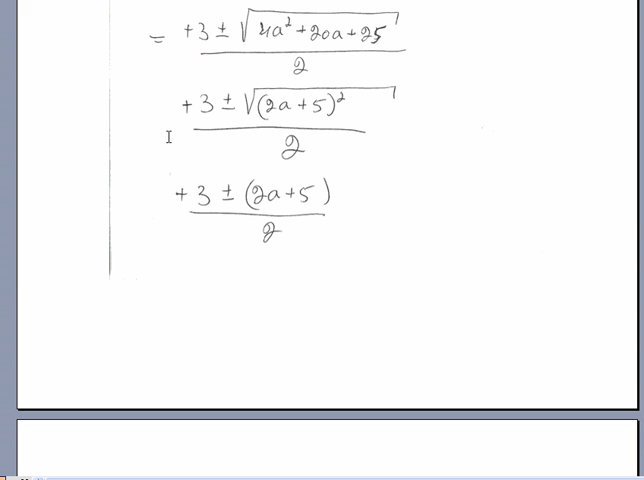 = +3 ± √(4a² + 20a + 25)
2
+3 ± √(2a + 5)²
2
+3 ± (2a + 5)
2